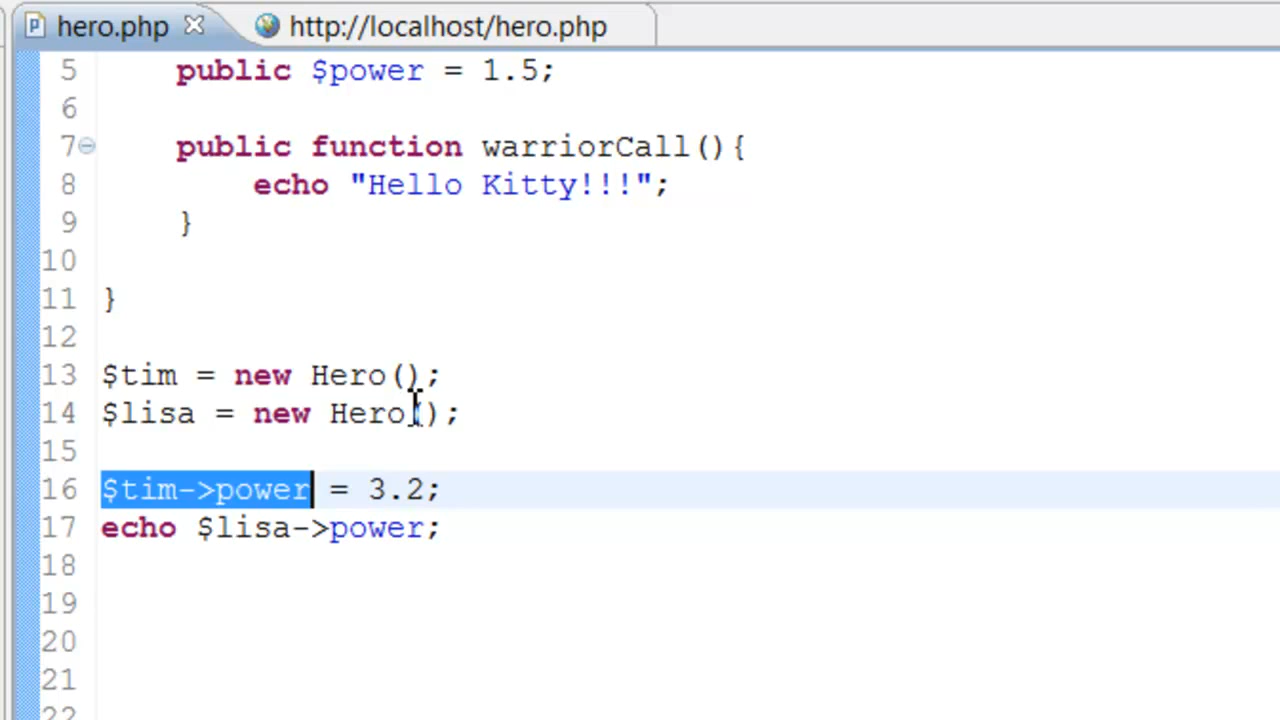 hero.php http://localhost/hero.php
5 public $power = 1.5;
6
7 public function warriorCall(){
8 echo "Hello Kitty!!!";
9 }
10
11 }
12
13 $tim = new Hero();
14 $lisa = new Hero();
15
16 $tim->power = 3.2;
17 echo $lisa->power;
18
19
20
21
22